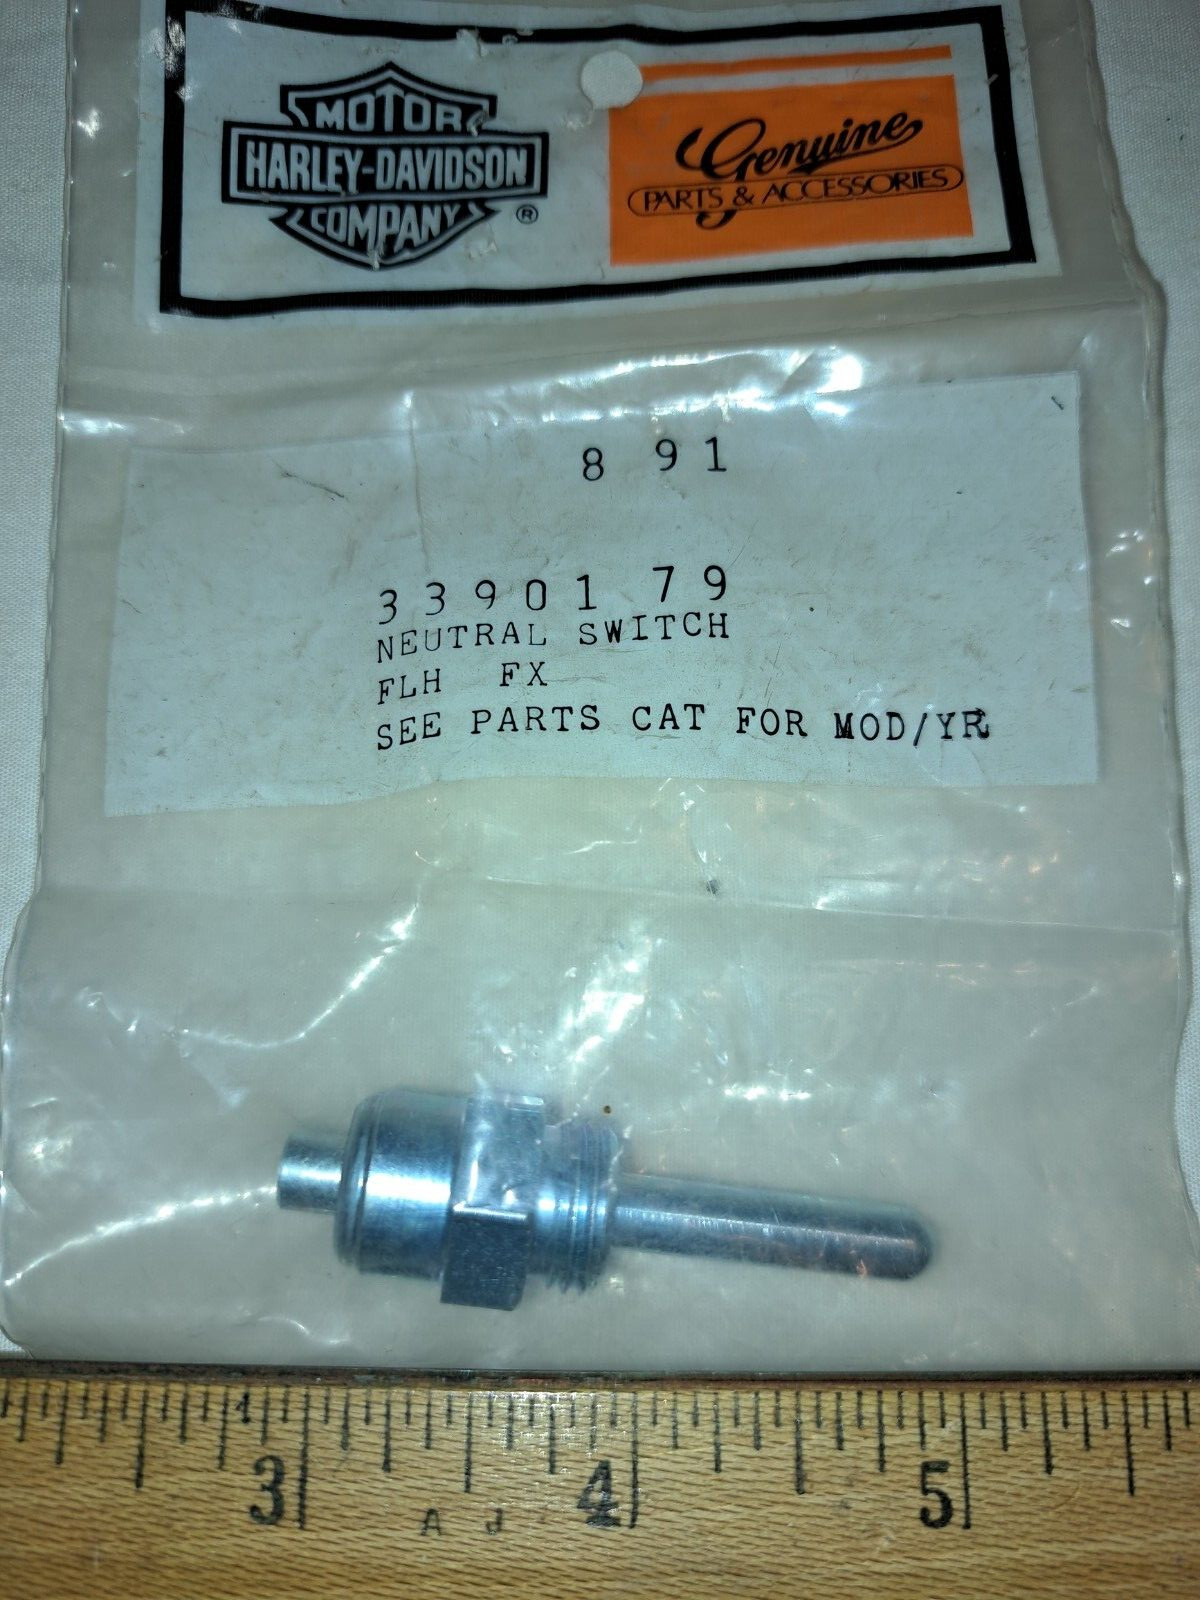 MOTOR
HARLEY-DAVIDSON
COMPANY ®
Genuine
PARTS & ACCESSORIES
8 91
33901 79
NEUTRAL SWITCH
FLH FX
SEE PARTS CAT FOR MOD/YR
3 4 5
A J